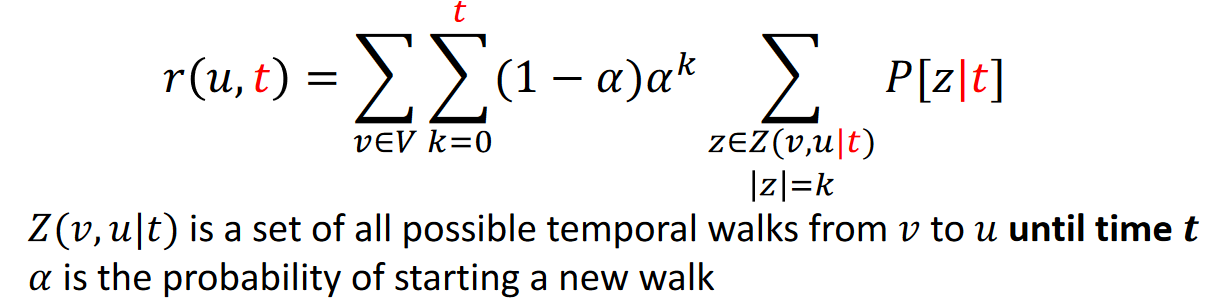 r(u, t) = ∑_{v∈V} ∑_{k=0}^{t} (1 − α)α^k ∑_{z∈Z(v,u|t), |z|=k} P[z|t]
Z(v, u|t) is a set of all possible temporal walks from v to u until time t
α is the probability of starting a new walk